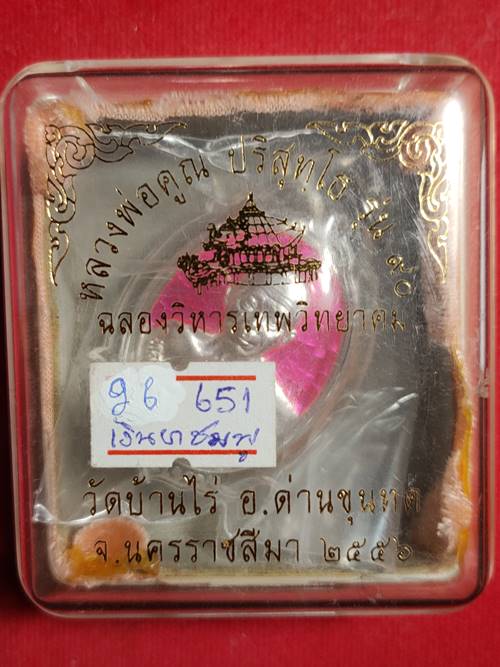 หลวงพ่อคูณ ปริสุทฺโธ รุ่น ๙๐
ฉลองวิหารเทพวิทยาคม
651
เงินยาชมพู
วัดบ้านไร่ อ.ด่านขุนทด
จ.นครราชสีมา ๒๕๕๖